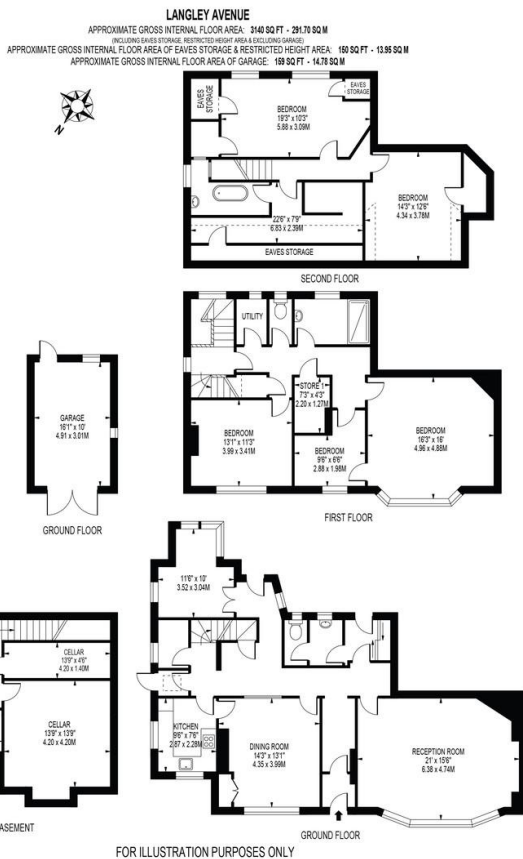 LANGLEY AVENUE
APPROXIMATE GROSS INTERNAL FLOOR AREA: 3140 SQ FT - 291.70 SQ M
(INCLUDING EAVES STORAGE, RESTRICTED HEIGHT AREA & EXCLUDING GARAGE)
APPROXIMATE GROSS INTERNAL FLOOR AREA OF EAVES STORAGE & RESTRICTED HEIGHT AREA: 150 SQ FT - 13.95 SQ M
APPROXIMATE GROSS INTERNAL FLOOR AREA OF GARAGE: 159 SQ FT - 14.78 SQ M
N
EAVES
STORAGE
EAVES
STORAGE
BEDROOM
19'3" x 10'3"
5.88 x 3.09M
BEDROOM
14'3" x 12'6"
4.34 x 3.78M
22'6" x 7'9"
6.83 x 2.39M
EAVES STORAGE
SECOND FLOOR
UTILITY
STORE 1
7'3" x 4'3"
2.20 x 1.27M
BEDROOM
13'1" x 11'3"
3.99 x 3.41M
BEDROOM
9'6" x 6'6"
2.88 x 1.98M
BEDROOM
16'3" x 16'
4.96 x 4.88M
FIRST FLOOR
GARAGE
16'1" x 10'
4.91 x 3.01M
GROUND FLOOR
11'6" x 10'
3.52 x 3.04M
CELLAR
13'9" x 4'6"
4.20 x 1.40M
CELLAR
13'9" x 13'9"
4.20 x 4.20M
ASEMENT
KITCHEN
9'6" x 7'6"
2.87 x 2.28M
DINING ROOM
14'3" x 13'1"
4.35 x 3.99M
RECEPTION ROOM
21' x 15'6"
6.38 x 4.74M
GROUND FLOOR
FOR ILLUSTRATION PURPOSES ONLY